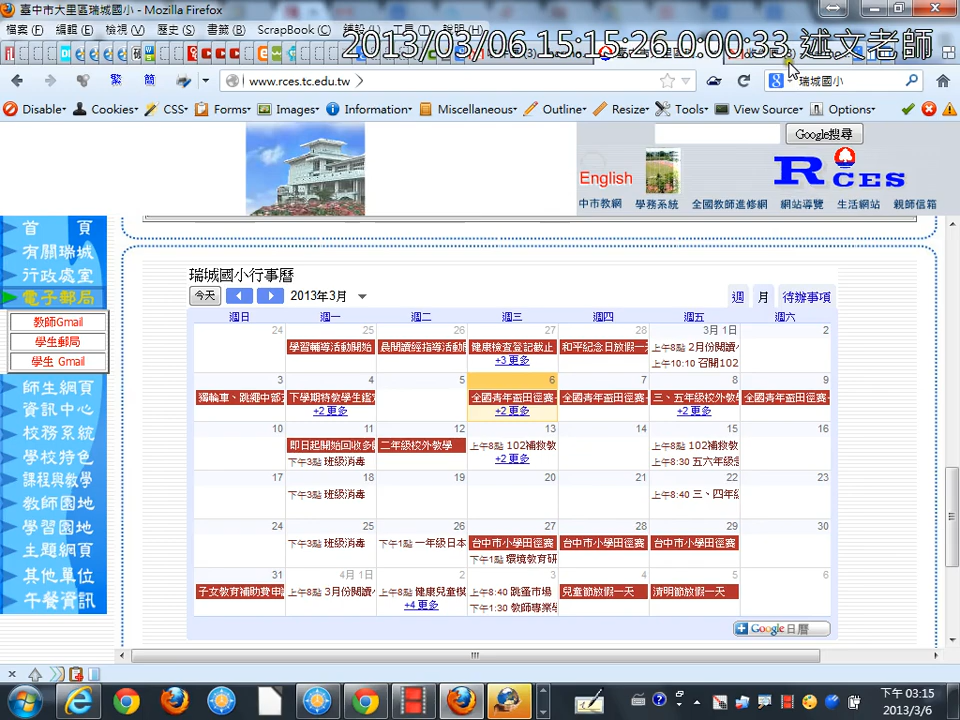 臺中市大里區瑞城國小 - Mozilla Firefox
檔案(F) 編輯(E) 檢視(V) 歷史(S) 書籤(B) ScrapBook(C) 工具(T) 說明(H)
2013/03/06 15:15:26 0:00:33 述文老師
繁 簡 www.rces.tc.edu.tw 瑞城國小
Disable Cookies CSS Forms Images Information Miscellaneous Outline Resize Tools View Source Options
Google搜尋
English
RCES
中市教網 學務系統 全國教師進修網 網站導覽 生活網站 親師信箱
首 頁
有關瑞城
行政處室
電子郵局
教師Gmail
學生郵局
學生 Gmail
師生網頁
資訊中心
校務系統
學校特色
課程與教學
教師園地
學習園地
主題網頁
其他單位
午餐資訊
瑞城國小行事曆
今天 2013年3月 週 月 待辦事項
週日 週一 週二 週三 週四 週五 週六
24 25 26 27 28 3月 1日 2
學習輔導活動開始 晨間讀經指導活動 健康檢查登記截止 和平紀念日放假一天 上午8點 2月份閱讀
+3 更多 上午10:10 召開102
3 4 5 6 7 8 9
獨輪車、跳繩中部 下學期特教學生鑑 全國青年盃田徑賽 全國青年盃田徑賽 三、五年級校外教 全國青年盃田徑賽
+2 更多 +2 更多 +2 更多
10 11 12 13 14 15 16
即日起開始回收多 二年級校外教學 上午8點 102補救教 上午8點 102補救教
下午3點 班級消毒 +2 更多 上午8:30 五六年級
17 18 19 20 21 22 23
下午3點 班級消毒 上午8:40 三、四年
24 25 26 27 28 29 30
下午3點 班級消毒 下午1點 一年級日本 台中市小學田徑賽 台中市小學田徑賽 台中市小學田徑賽
下午1點 環境教育研
31 4月 1日 2 3 4 5 6
子女教育補助費申 上午8點 3月份閱讀 上午8點 健康兒童模 上午8:40 跳蚤市場 兒童節放假一天 清明節放假一天
+4 更多 下午1:30 教師專業
Google日曆
下午 03:15
2013/3/6